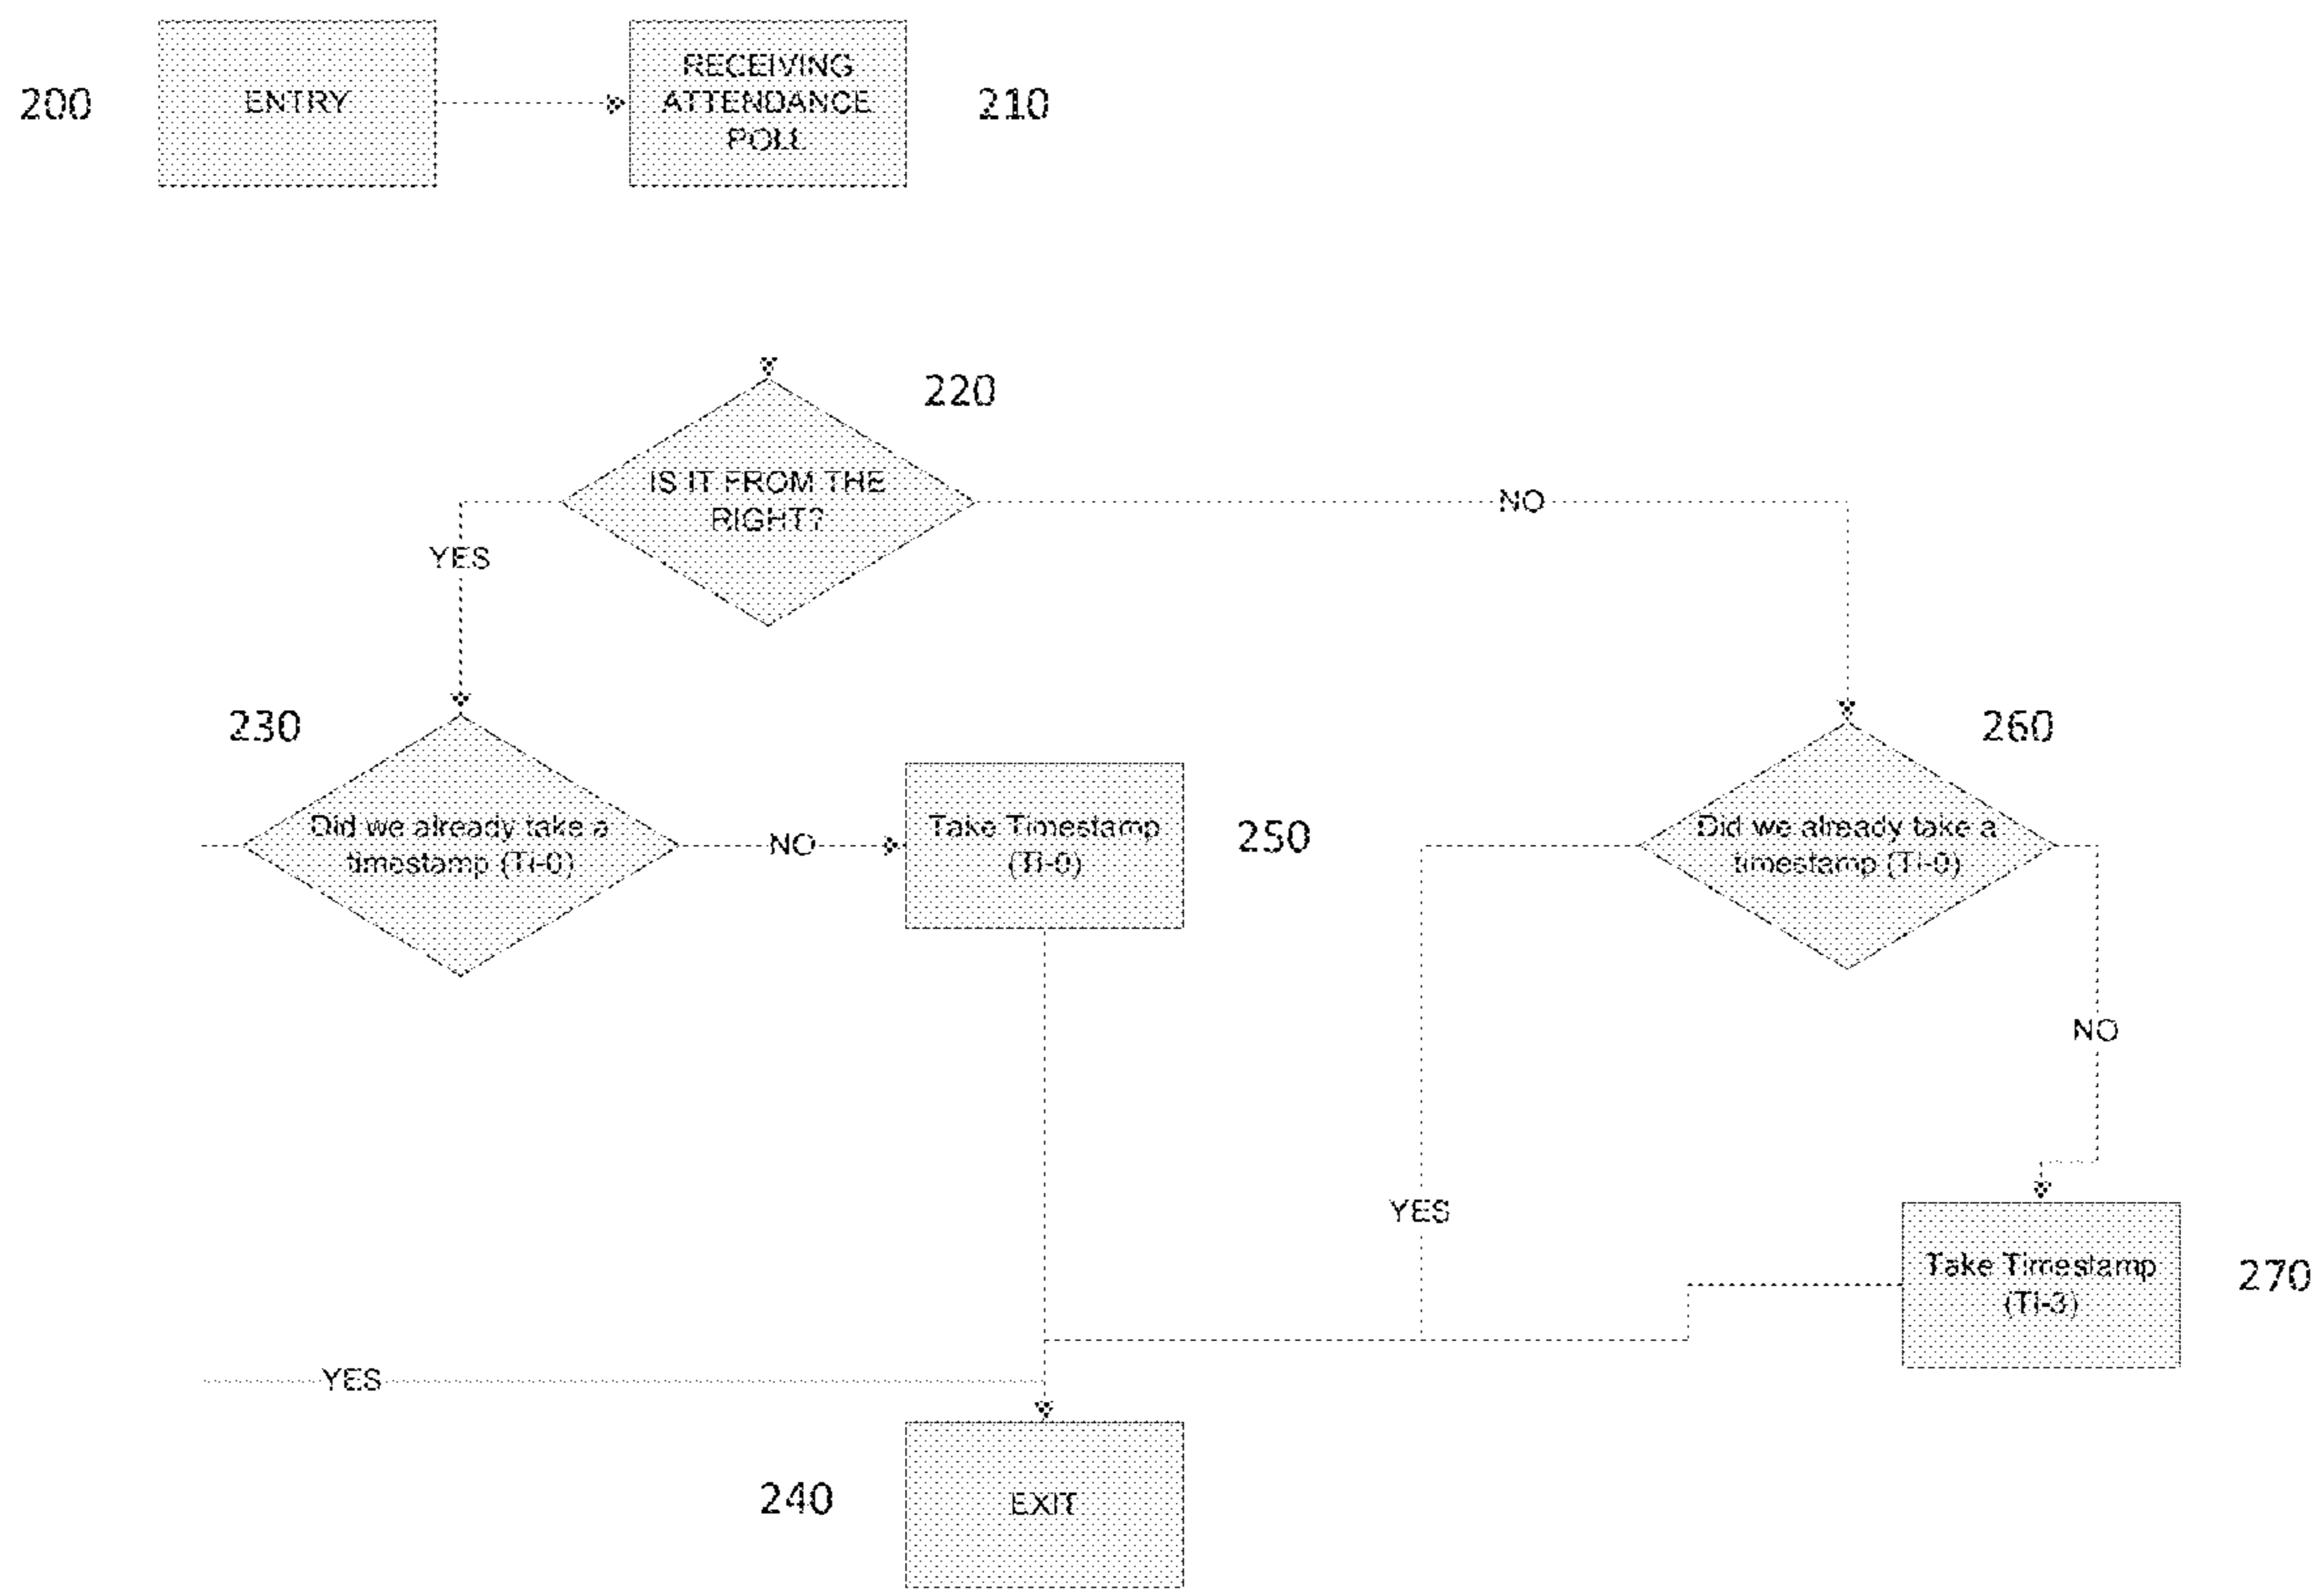 200
ENTRY
RECEIVING
ATTENDANCE
POLL
210
220
IS IT FROM THE
RIGHT?
NO
YES
230
Did we already take a
timestamp (Ti-0)
NO
Take Timestamp
(Ti-0)
250
260
Did we already take a
timestamp (Ti-0)
NO
YES
Take Timestamp
(Ti-3)
270
YES
240
EXIT